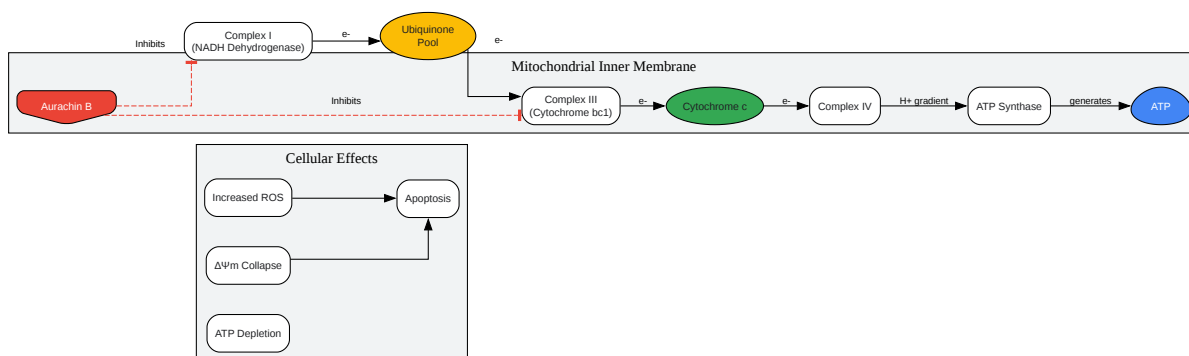 Complex I
(NADH Dehydrogenase)
e-
Ubiquinone
Pool
e-
Inhibits
Mitochondrial Inner Membrane
Aurachin B
Inhibits
Complex III
(Cytochrome bc1)
e-
Cytochrome c
e-
Complex IV
H+ gradient
ATP Synthase
generates
ATP
Cellular Effects
Increased ROS
Apoptosis
ΔΨm Collapse
ATP Depletion